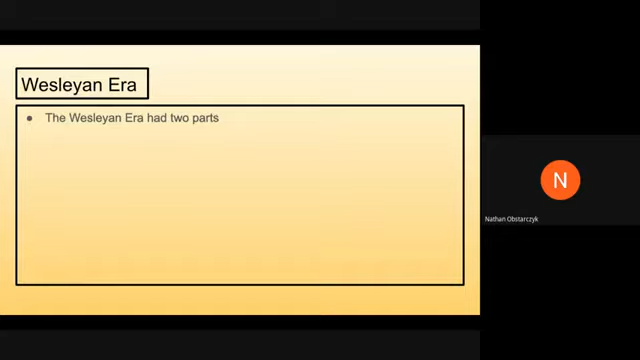 Wesleyan Era
● The Wesleyan Era had two parts
N
Nathan Obstarczyk